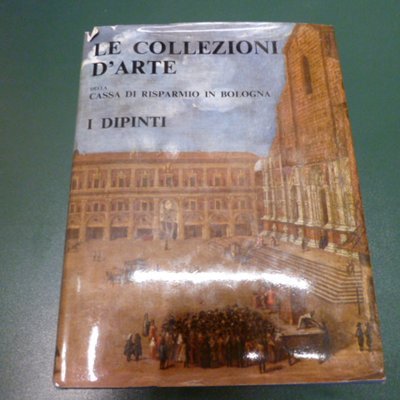 LE COLLEZIONI
D'ARTE
DELLA
CASSA DI RISPARMIO IN BOLOGNA
I DIPINTI